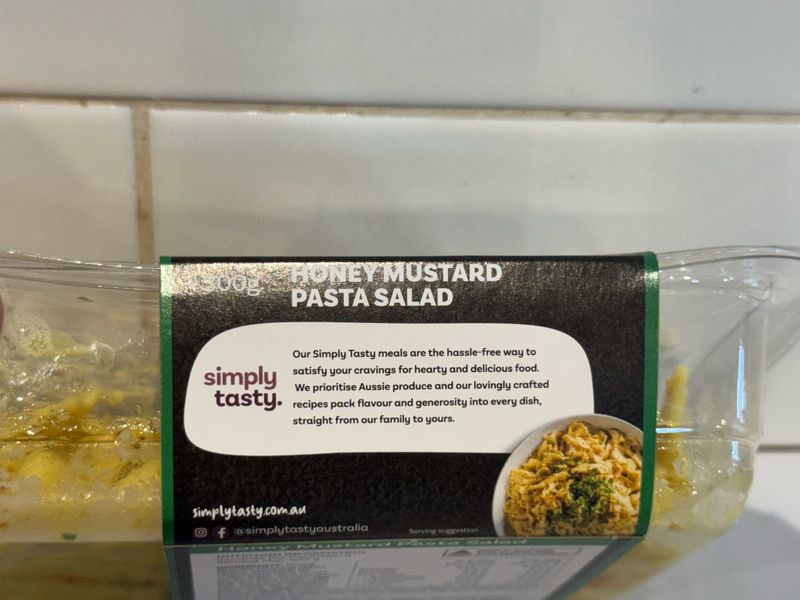 300g
HONEY MUSTARD
PASTA SALAD
simply
tasty.
Our Simply Tasty meals are the hassle-free way to
satisfy your cravings for hearty and delicious food.
We prioritise Aussie produce and our lovingly crafted
recipes pack flavour and generosity into every dish,
straight from our family to yours.
simplytasty.com.au
@simplytastyaustralia
Serving suggestion
Honey Mustard Pasta Salad